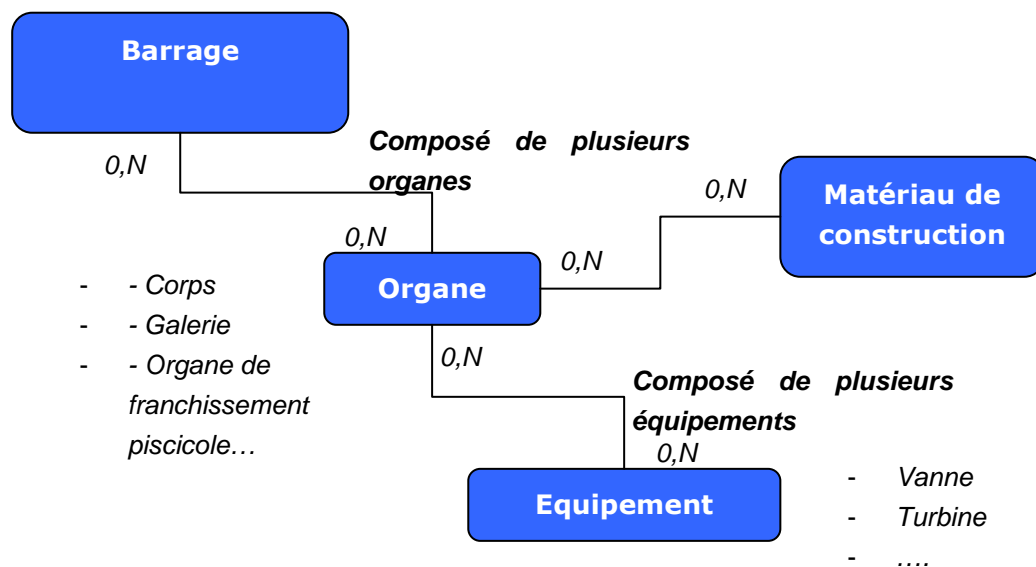 Barrage
0,N
Composé de plusieurs
organes
0,N
Matériau de
construction
0,N
0,N
Organe
- - Corps
- - Galerie
- - Organe de
franchissement
piscicole…
0,N
Composé de plusieurs
équipements
0,N
Equipement
- Vanne
- Turbine
- ….